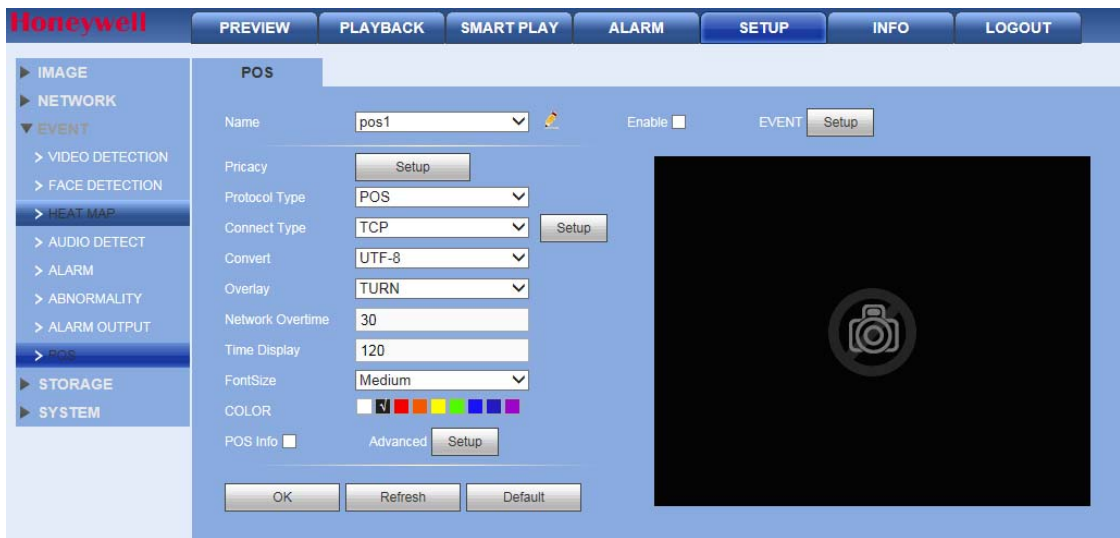 Honeywell
PREVIEW PLAYBACK SMART PLAY ALARM SETUP INFO LOGOUT
IMAGE
NETWORK
EVENT
> VIDEO DETECTION
> FACE DETECTION
> HEAT MAP
> AUDIO DETECT
> ALARM
> ABNORMALITY
> ALARM OUTPUT
> POS
STORAGE
SYSTEM
POS
Name pos1 Enable EVENT Setup
Pricacy Setup
Protocol Type POS
Connect Type TCP Setup
Convert UTF-8
Overlay TURN
Network Overtime 30
Time Display 120
FontSize Medium
COLOR
POS Info Advanced Setup
OK Refresh Default